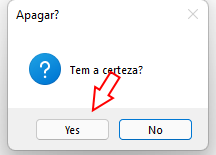 Apagar?
Tem a certeza?
Yes No